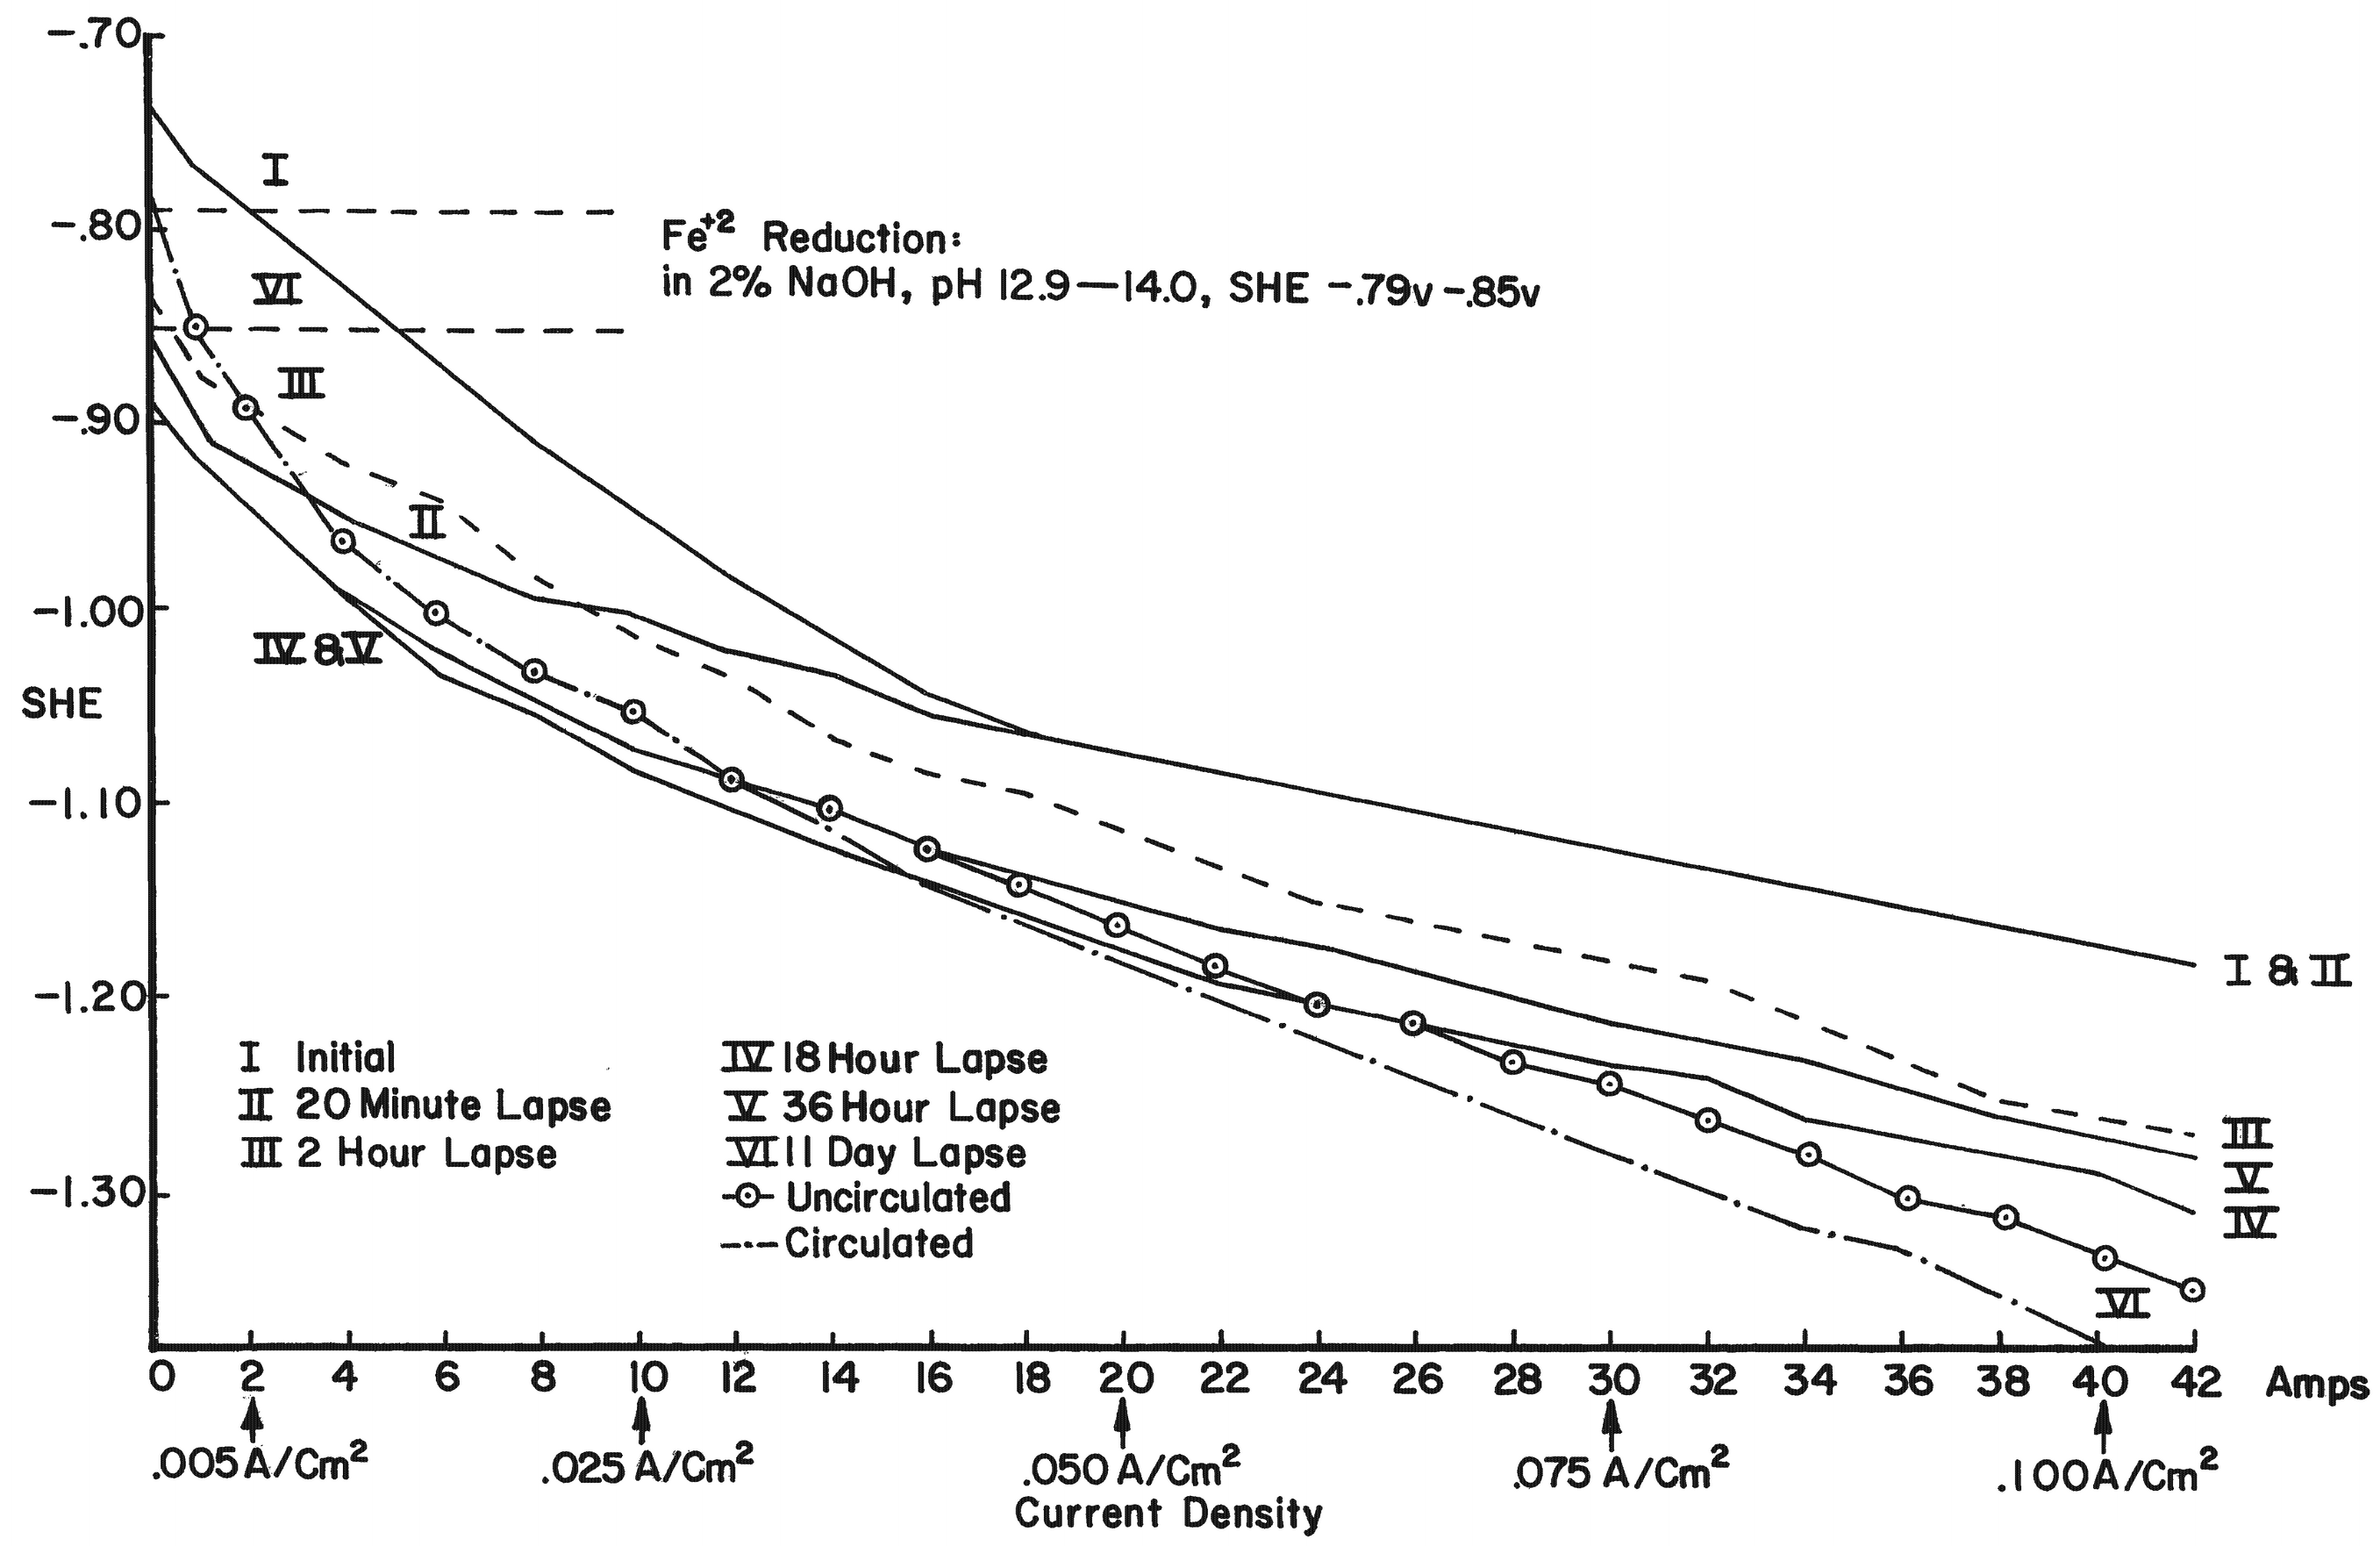 -.70
I
-.80
Fe+2 Reduction:
in 2% NaOH, pH 12.9—14.0, SHE -.79v-.85v
VI
III
-.90
II
-1.00
IV & V
SHE
-1.10
-1.20
I & II
I Initial
II 20 Minute Lapse
III 2 Hour Lapse
IV 18 Hour Lapse
V 36 Hour Lapse
VI 11 Day Lapse
Uncirculated
Circulated
III
V
IV
-1.30
VI
0 2 4 6 8 10 12 14 16 18 20 22 24 26 28 30 32 34 36 38 40 42 Amps
.005 A/Cm2 .025 A/Cm2 .050 A/Cm2 .075 A/Cm2 .100 A/Cm2
Current Density